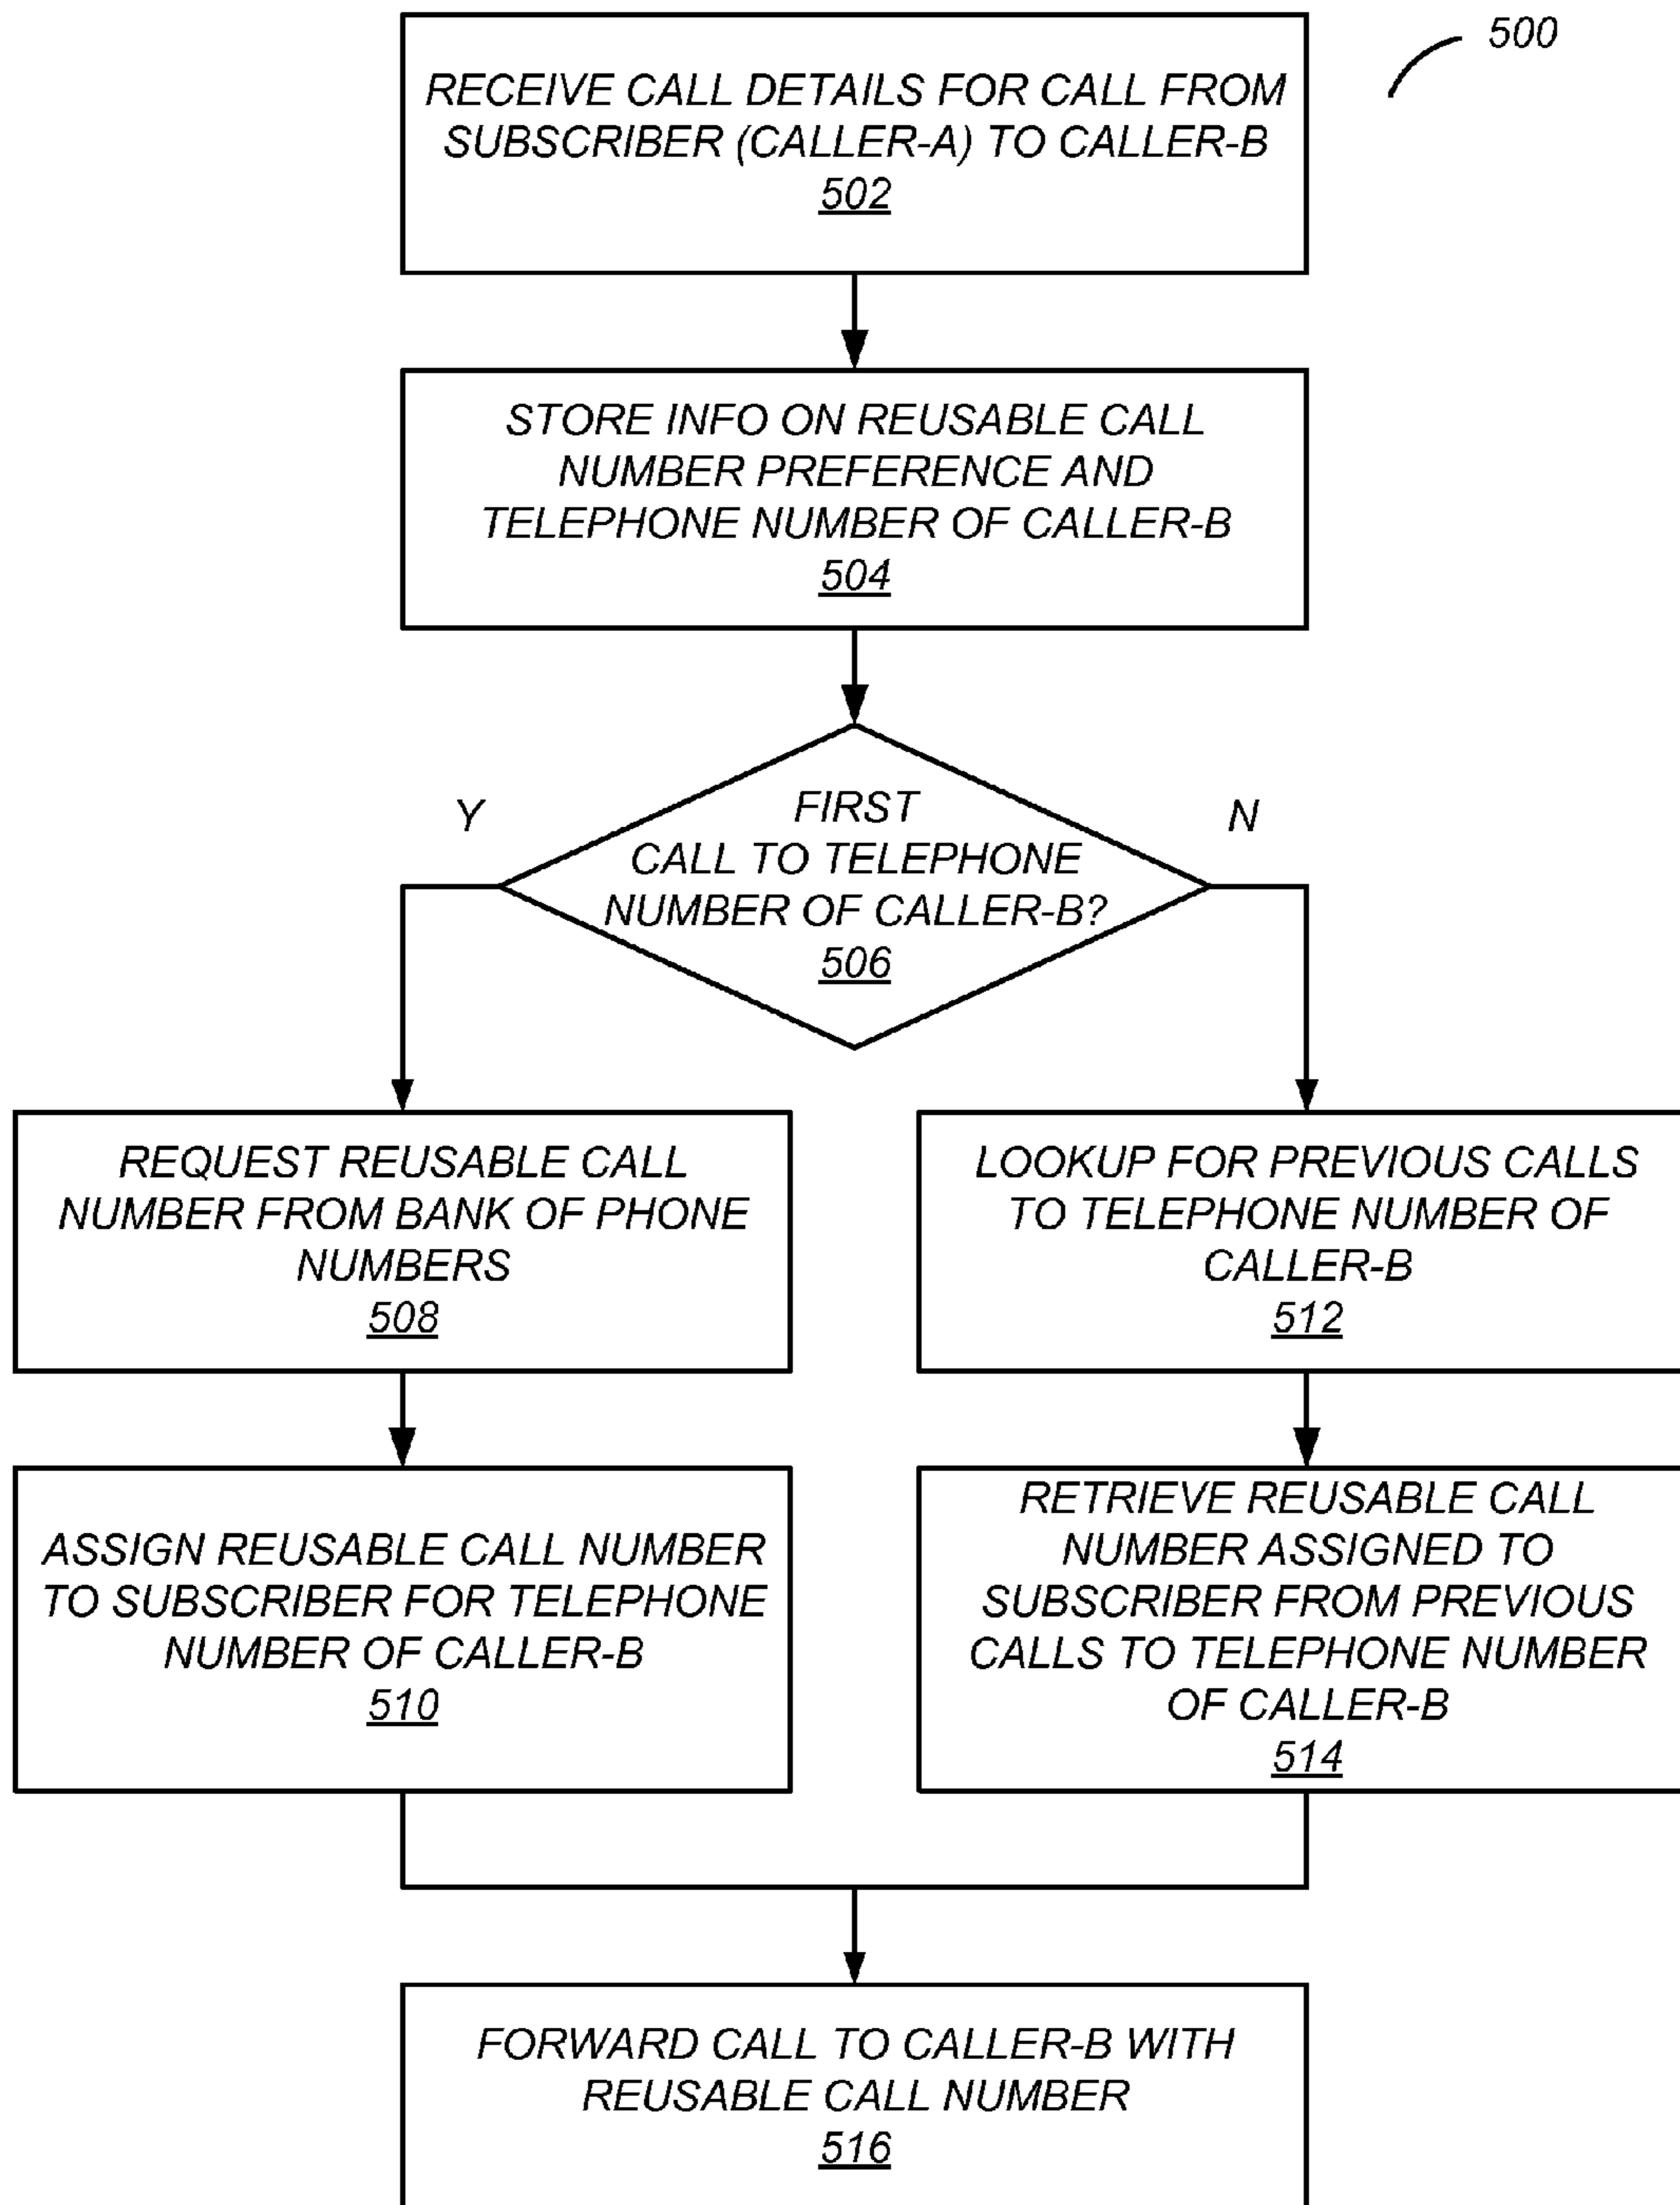 500
RECEIVE CALL DETAILS FOR CALL FROM
SUBSCRIBER (CALLER-A) TO CALLER-B
502
STORE INFO ON REUSABLE CALL
NUMBER PREFERENCE AND
TELEPHONE NUMBER OF CALLER-B
504
Y
N
FIRST
CALL TO TELEPHONE
NUMBER OF CALLER-B?
506
REQUEST REUSABLE CALL
NUMBER FROM BANK OF PHONE
NUMBERS
508
LOOKUP FOR PREVIOUS CALLS
TO TELEPHONE NUMBER OF
CALLER-B
512
ASSIGN REUSABLE CALL NUMBER
TO SUBSCRIBER FOR TELEPHONE
NUMBER OF CALLER-B
510
RETRIEVE REUSABLE CALL
NUMBER ASSIGNED TO
SUBSCRIBER FROM PREVIOUS
CALLS TO TELEPHONE NUMBER
OF CALLER-B
514
FORWARD CALL TO CALLER-B WITH
REUSABLE CALL NUMBER
516